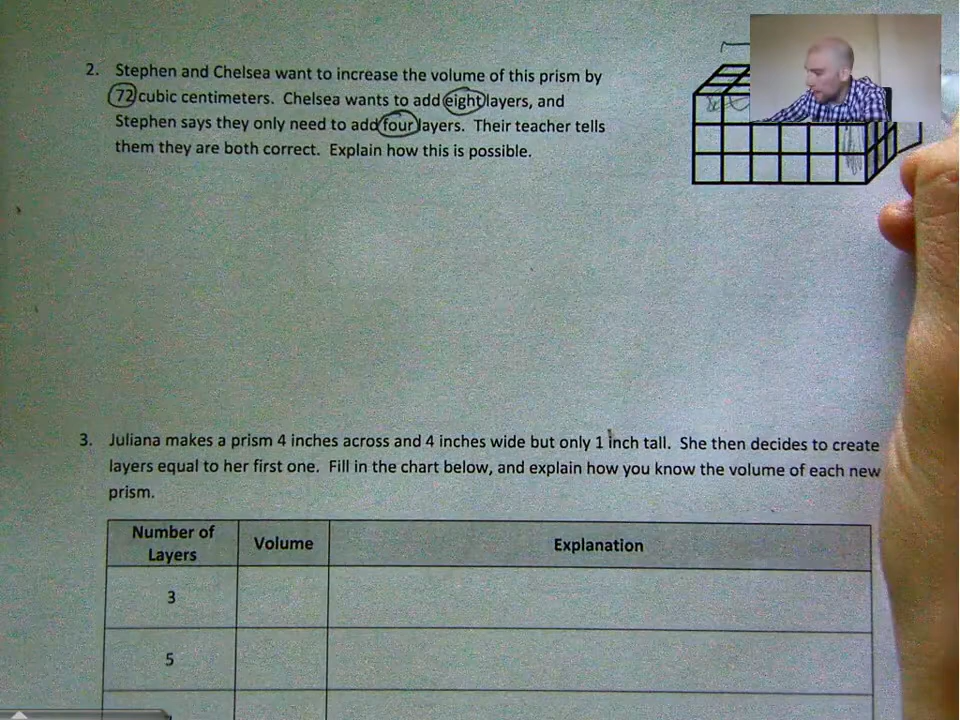 2. Stephen and Chelsea want to increase the volume of this prism by
72 cubic centimeters. Chelsea wants to add eight layers, and
Stephen says they only need to add four layers. Their teacher tells
them they are both correct. Explain how this is possible.
3. Juliana makes a prism 4 inches across and 4 inches wide but only 1 inch tall. She then decides to create
layers equal to her first one. Fill in the chart below, and explain how you know the volume of each new
prism.
Number of Layers Volume Explanation
3
5